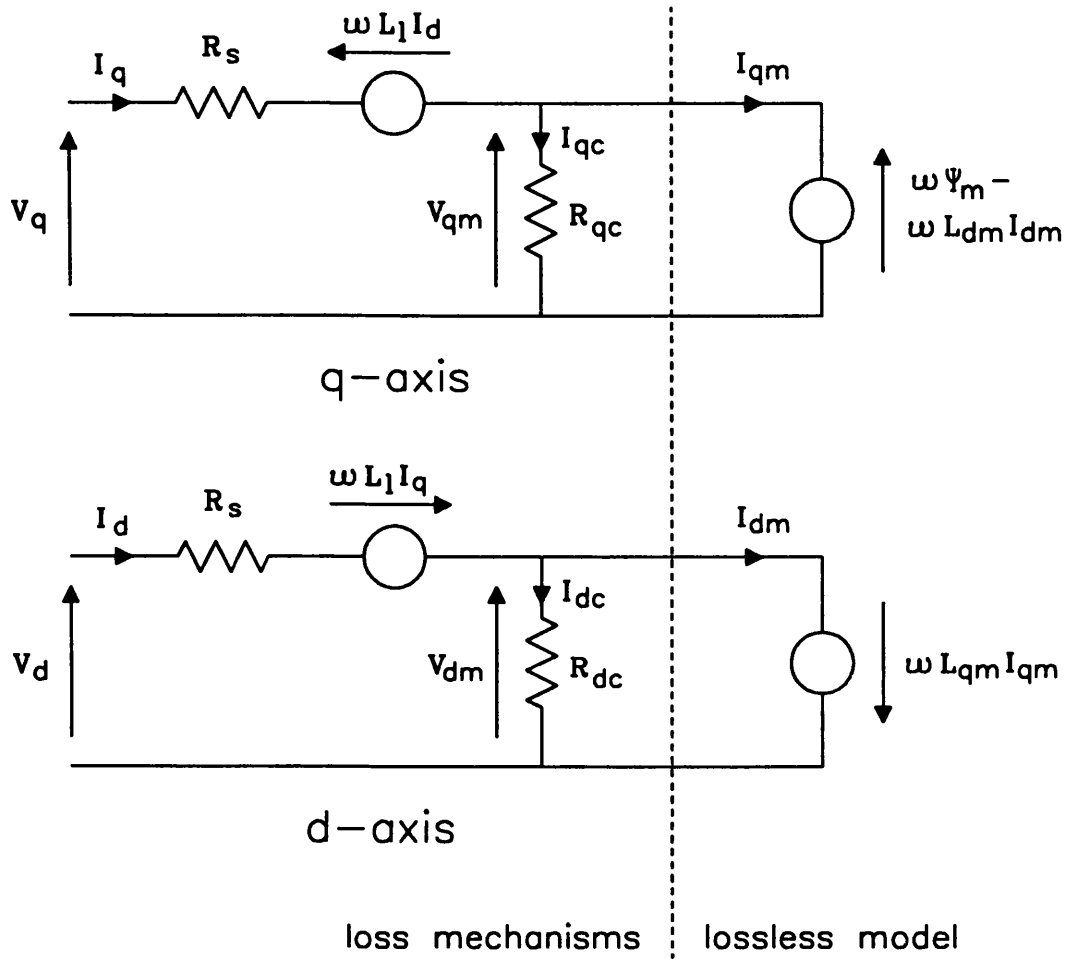 ω L_l I_d
R_s
I_q
I_qm
I_qc
V_q
V_qm
R_qc
ω Ψ_m −
ω L_dm I_dm
q−axis
ω L_l I_q
R_s
I_d
I_dm
I_dc
V_d
V_dm
R_dc
ω L_qm I_qm
d−axis
loss mechanisms
lossless model